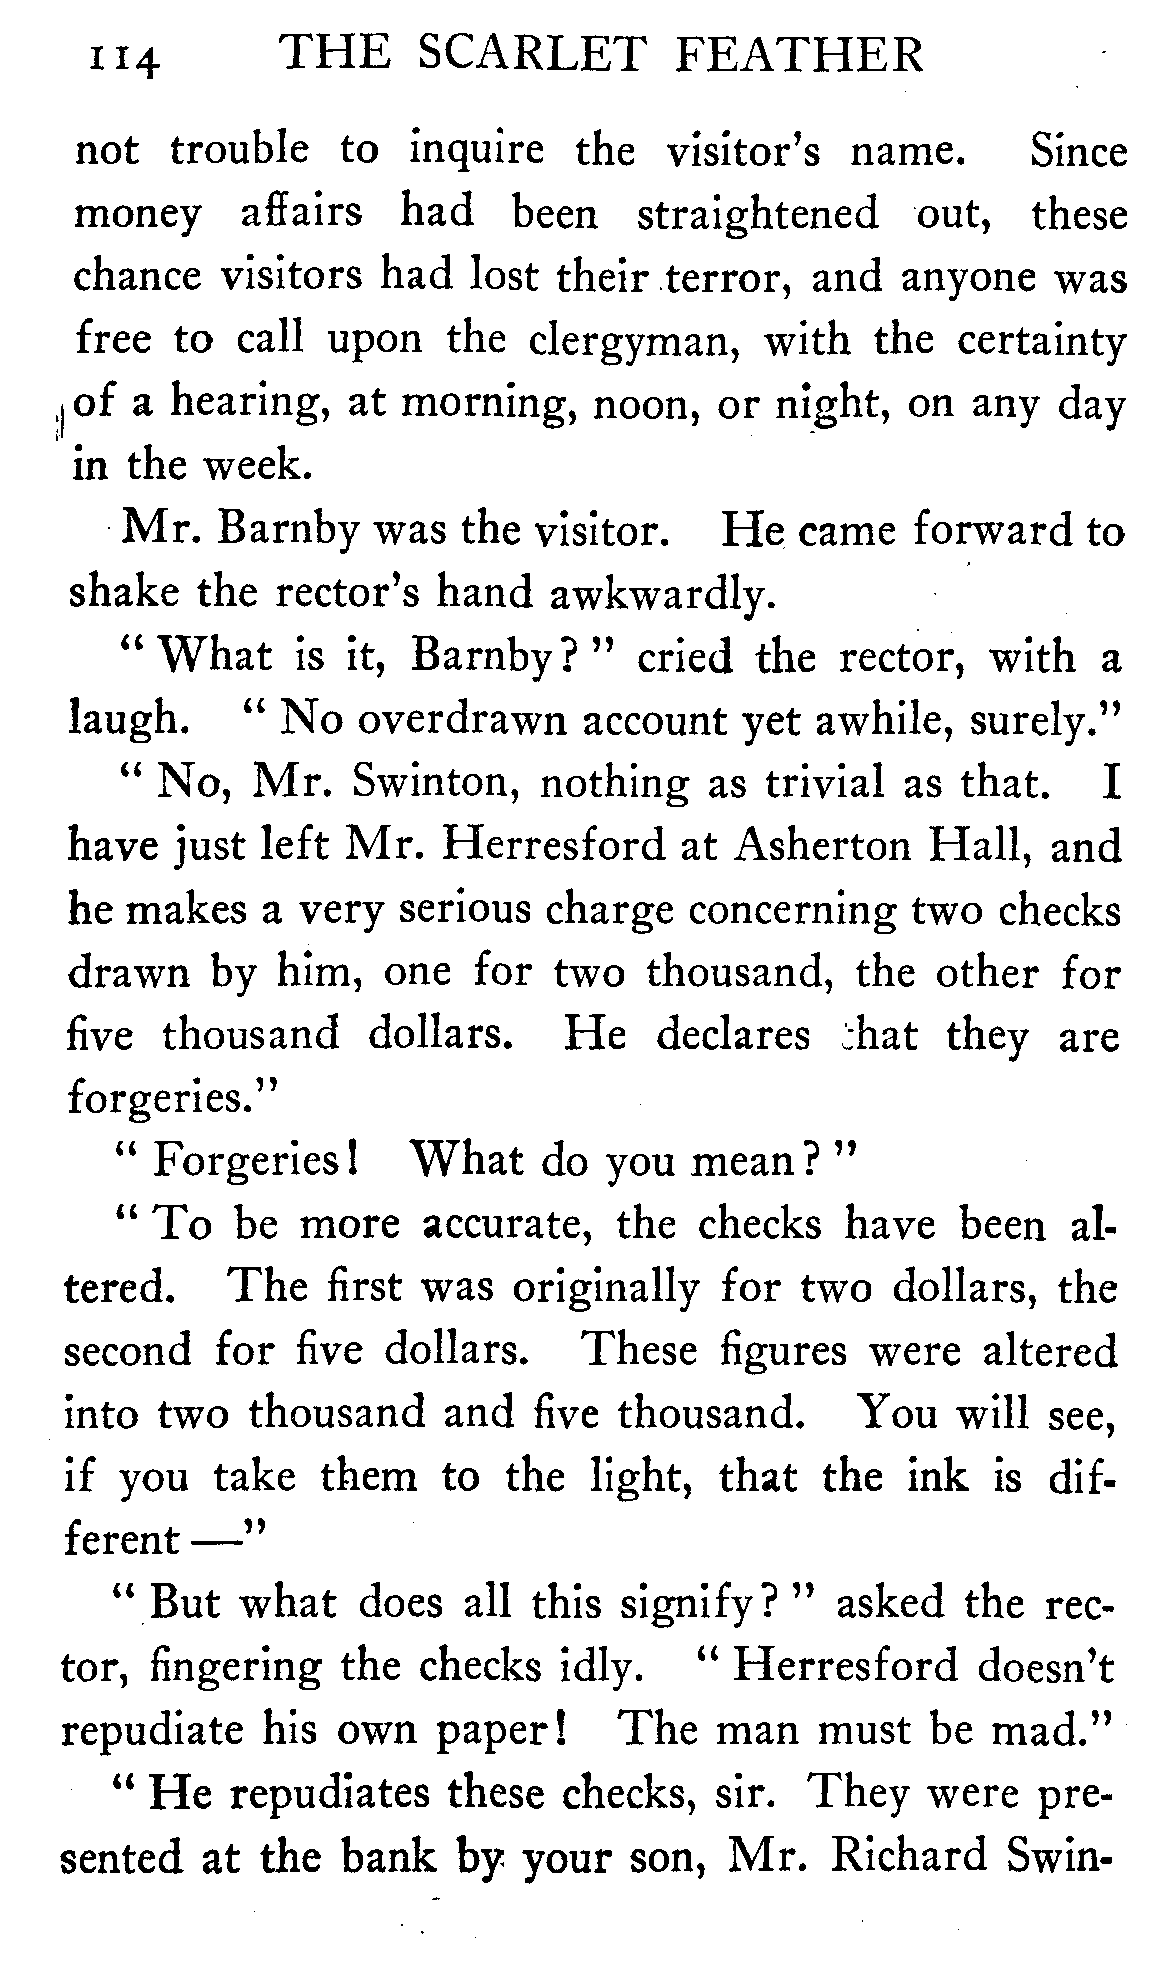 114 THE SCARLET FEATHER
not trouble to inquire the visitor's name. Since
money affairs had been straightened out, these
chance visitors had lost their terror, and anyone was
free to call upon the clergyman, with the certainty
of a hearing, at morning, noon, or night, on any day
in the week.
Mr. Barnby was the visitor. He came forward to
shake the rector's hand awkwardly.
" What is it, Barnby? " cried the rector, with a
laugh. " No overdrawn account yet awhile, surely."
" No, Mr. Swinton, nothing as trivial as that. I
have just left Mr. Herresford at Asherton Hall, and
he makes a very serious charge concerning two checks
drawn by him, one for two thousand, the other for
five thousand dollars. He declares that they are
forgeries."
" Forgeries! What do you mean? "
" To be more accurate, the checks have been al-
tered. The first was originally for two dollars, the
second for five dollars. These figures were altered
into two thousand and five thousand. You will see,
if you take them to the light, that the ink is dif-
ferent —"
" But what does all this signify? " asked the rec-
tor, fingering the checks idly. " Herresford doesn't
repudiate his own paper! The man must be mad."
" He repudiates these checks, sir. They were pre-
sented at the bank by your son, Mr. Richard Swin-